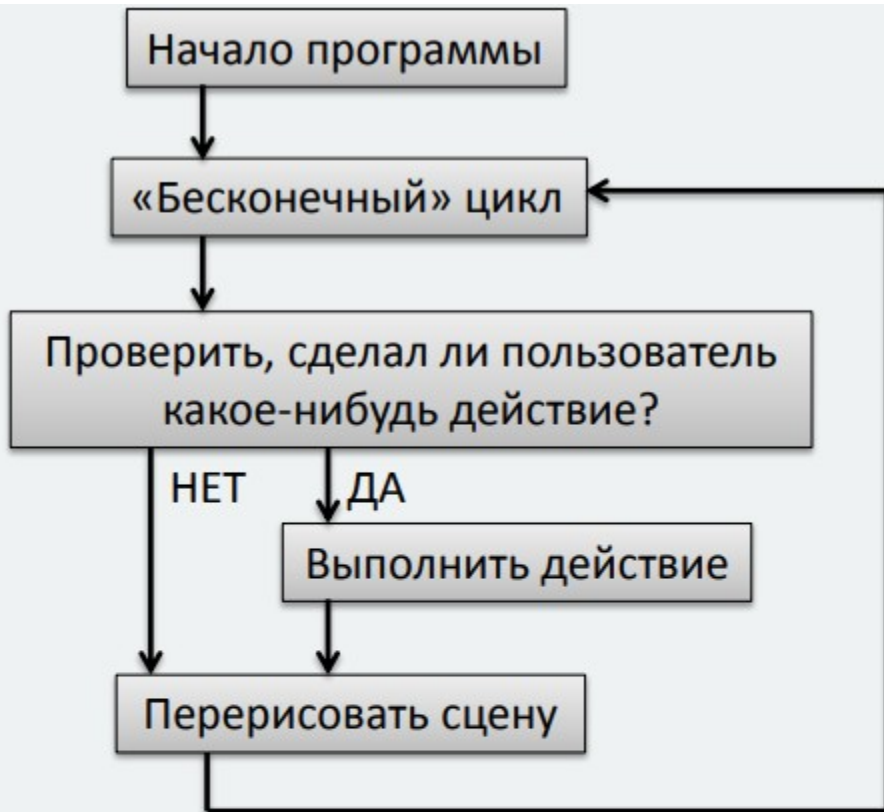 Начало программы
«Бесконечный» цикл
Проверить, сделал ли пользователь
какое-нибудь действие?
НЕТ
ДА
Выполнить действие
Перерисовать сцену